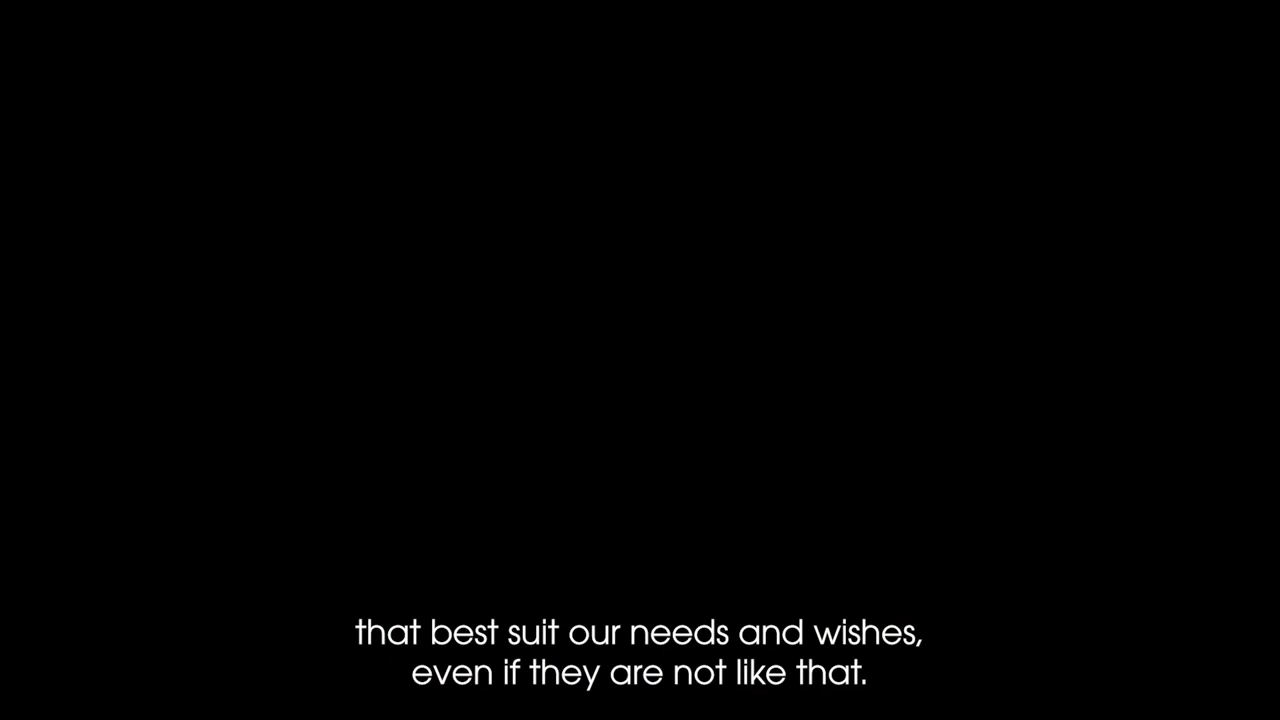 that best suit our needs and wishes,
even if they are not like that.